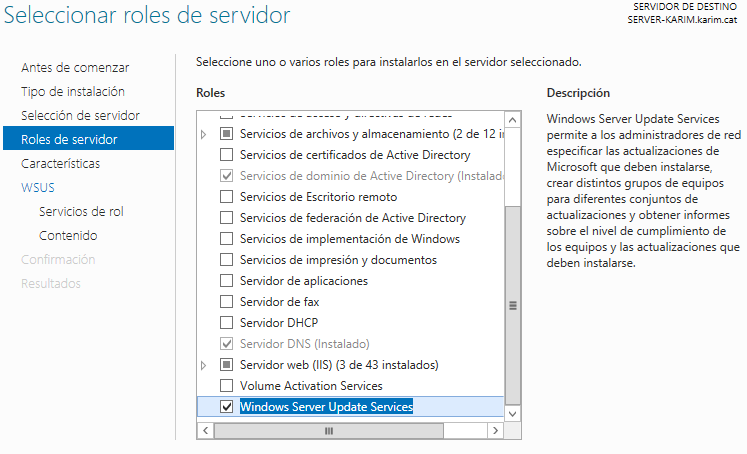 Seleccionar roles de servidor
SERVIDOR DE DESTINO
SERVER-KARIM.karim.cat
Antes de comenzar
Tipo de instalación
Selección de servidor
Roles de servidor
Características
WSUS
Servicios de rol
Contenido
Confirmación
Resultados
Seleccione uno o varios roles para instalarlos en el servidor seleccionado.
Roles
Servicios de archivos y almacenamiento (2 de 12 in
Servicios de certificados de Active Directory
Servicios de dominio de Active Directory (Instalado
Servicios de Escritorio remoto
Servicios de federación de Active Directory
Servicios de implementación de Windows
Servicios de impresión y documentos
Servidor de aplicaciones
Servidor de fax
Servidor DHCP
Servidor DNS (Instalado)
Servidor web (IIS) (3 de 43 instalados)
Volume Activation Services
Windows Server Update Services
Descripción
Windows Server Update Services
permite a los administradores de red
especificar las actualizaciones de
Microsoft que deben instalarse,
crear distintos grupos de equipos
para diferentes conjuntos de
actualizaciones y obtener informes
sobre el nivel de cumplimiento de
los equipos y las actualizaciones que
deben instalarse.